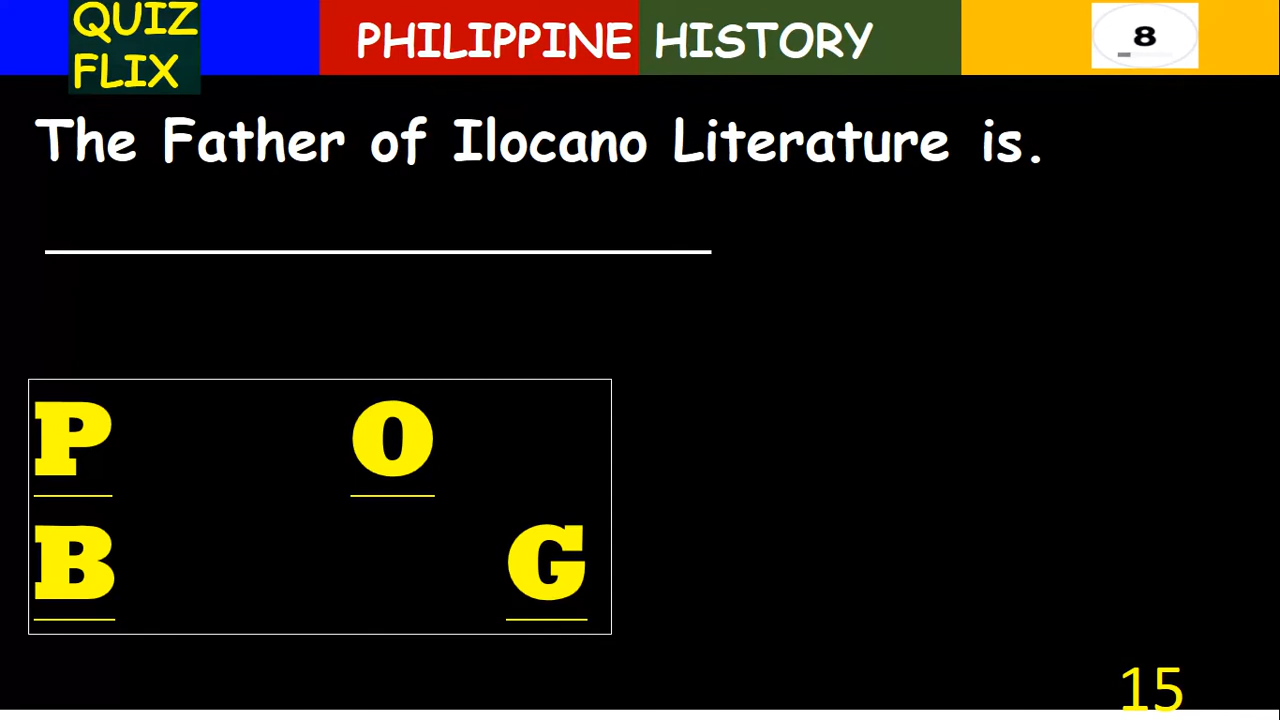 QUIZ
FLIX
PHILIPPINE HISTORY
8
The Father of Ilocano Literature is.
P O
B G
15